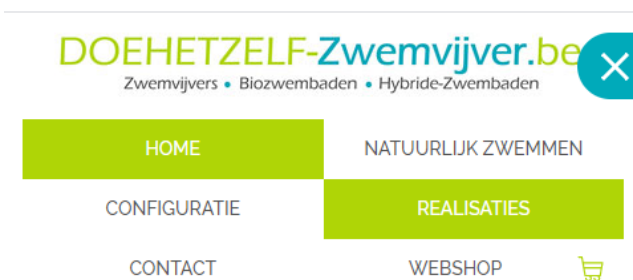 DOEHETZELF-Zwemvijver.be
Zwemvijvers • Biozwembaden • Hybride-Zwembaden
HOME NATUURLIJK ZWEMMEN
CONFIGURATIE REALISATIES
CONTACT WEBSHOP